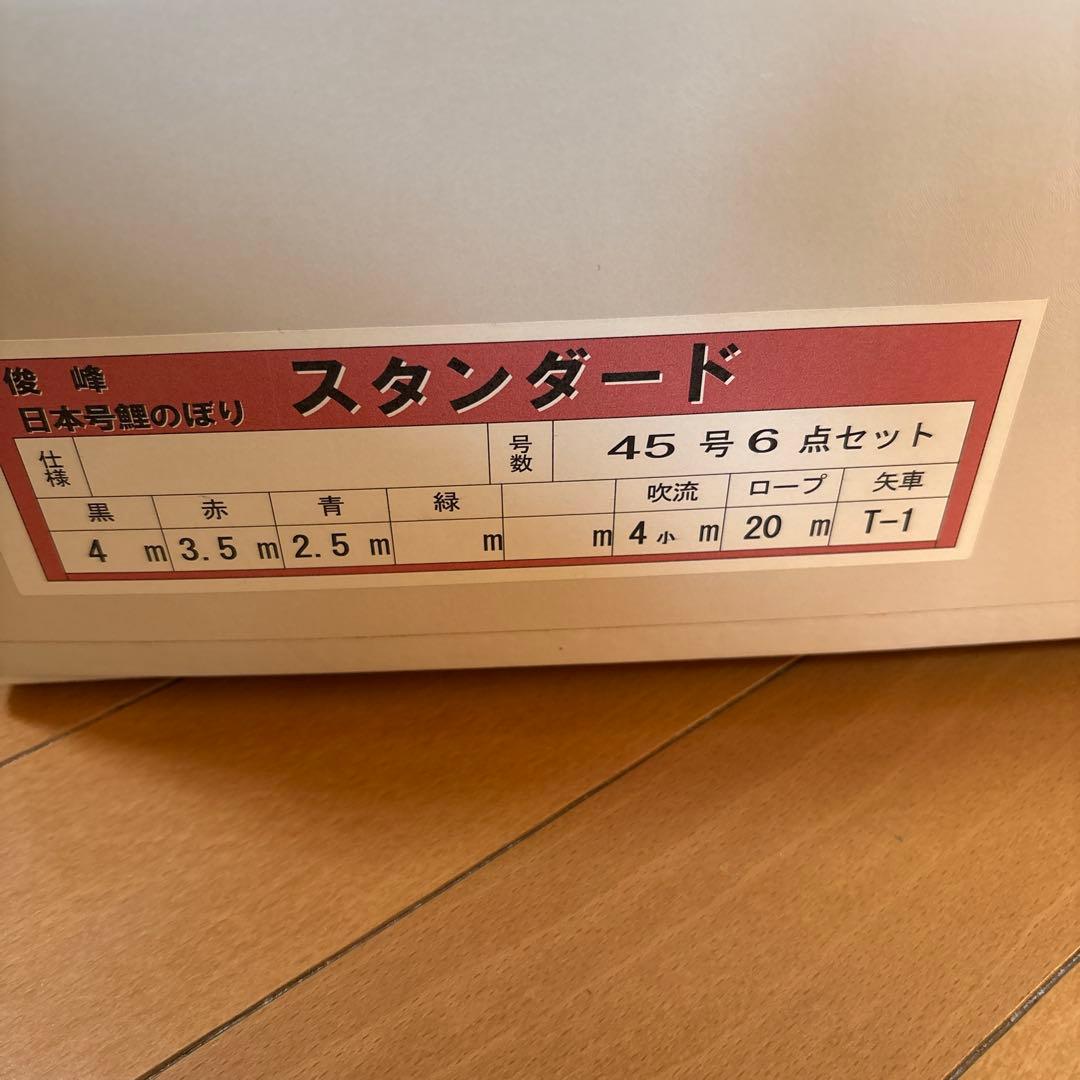 俊峰 スタンダード
日本号鯉のぼり
仕様 号数 45号6点セット
黒 赤 青 緑 吹流 ロープ 矢車
4 m 3.5 m 2.5 m m m 4小 m 20 m T-1